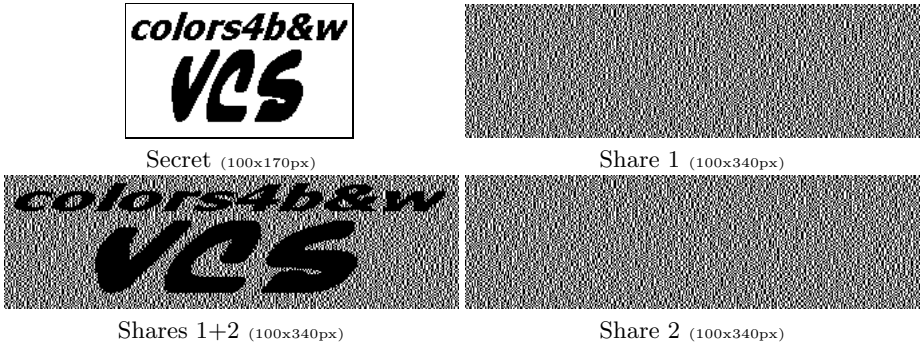 colors4b&w
VCS
Secret (100x170px)
Share 1 (100x340px)
colors4b&w
VCS
Shares 1+2 (100x340px)
Share 2 (100x340px)